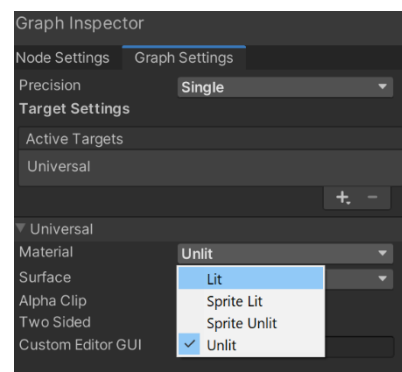 Graph Inspector
Node Settings Graph Settings
Precision Single
Target Settings
Active Targets
Universal
+ -
Universal
Material Unlit
Surface Lit
Alpha Clip Sprite Lit
Two Sided Sprite Unlit
Custom Editor GUI Unlit